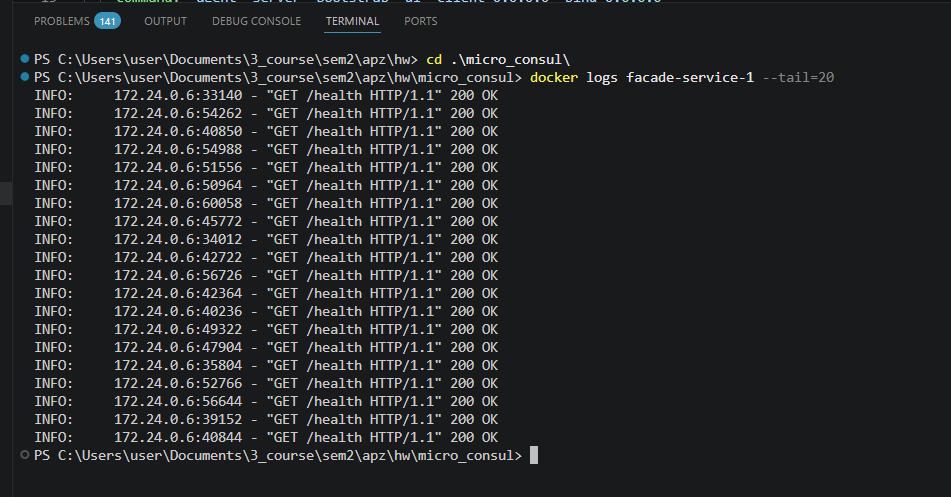 PROBLEMS 141 OUTPUT DEBUG CONSOLE TERMINAL PORTS
PS C:\Users\user\Documents\3_course\sem2\apz\hw> cd .\micro_consul\
PS C:\Users\user\Documents\3_course\sem2\apz\hw\micro_consul> docker logs facade-service-1 --tail=20
INFO: 172.24.0.6:33140 - "GET /health HTTP/1.1" 200 OK
INFO: 172.24.0.6:54262 - "GET /health HTTP/1.1" 200 OK
INFO: 172.24.0.6:40850 - "GET /health HTTP/1.1" 200 OK
INFO: 172.24.0.6:54988 - "GET /health HTTP/1.1" 200 OK
INFO: 172.24.0.6:51556 - "GET /health HTTP/1.1" 200 OK
INFO: 172.24.0.6:50964 - "GET /health HTTP/1.1" 200 OK
INFO: 172.24.0.6:60058 - "GET /health HTTP/1.1" 200 OK
INFO: 172.24.0.6:45772 - "GET /health HTTP/1.1" 200 OK
INFO: 172.24.0.6:34012 - "GET /health HTTP/1.1" 200 OK
INFO: 172.24.0.6:42722 - "GET /health HTTP/1.1" 200 OK
INFO: 172.24.0.6:56726 - "GET /health HTTP/1.1" 200 OK
INFO: 172.24.0.6:42364 - "GET /health HTTP/1.1" 200 OK
INFO: 172.24.0.6:40236 - "GET /health HTTP/1.1" 200 OK
INFO: 172.24.0.6:49322 - "GET /health HTTP/1.1" 200 OK
INFO: 172.24.0.6:47904 - "GET /health HTTP/1.1" 200 OK
INFO: 172.24.0.6:35804 - "GET /health HTTP/1.1" 200 OK
INFO: 172.24.0.6:52766 - "GET /health HTTP/1.1" 200 OK
INFO: 172.24.0.6:56644 - "GET /health HTTP/1.1" 200 OK
INFO: 172.24.0.6:39152 - "GET /health HTTP/1.1" 200 OK
INFO: 172.24.0.6:40844 - "GET /health HTTP/1.1" 200 OK
PS C:\Users\user\Documents\3_course\sem2\apz\hw\micro_consul>